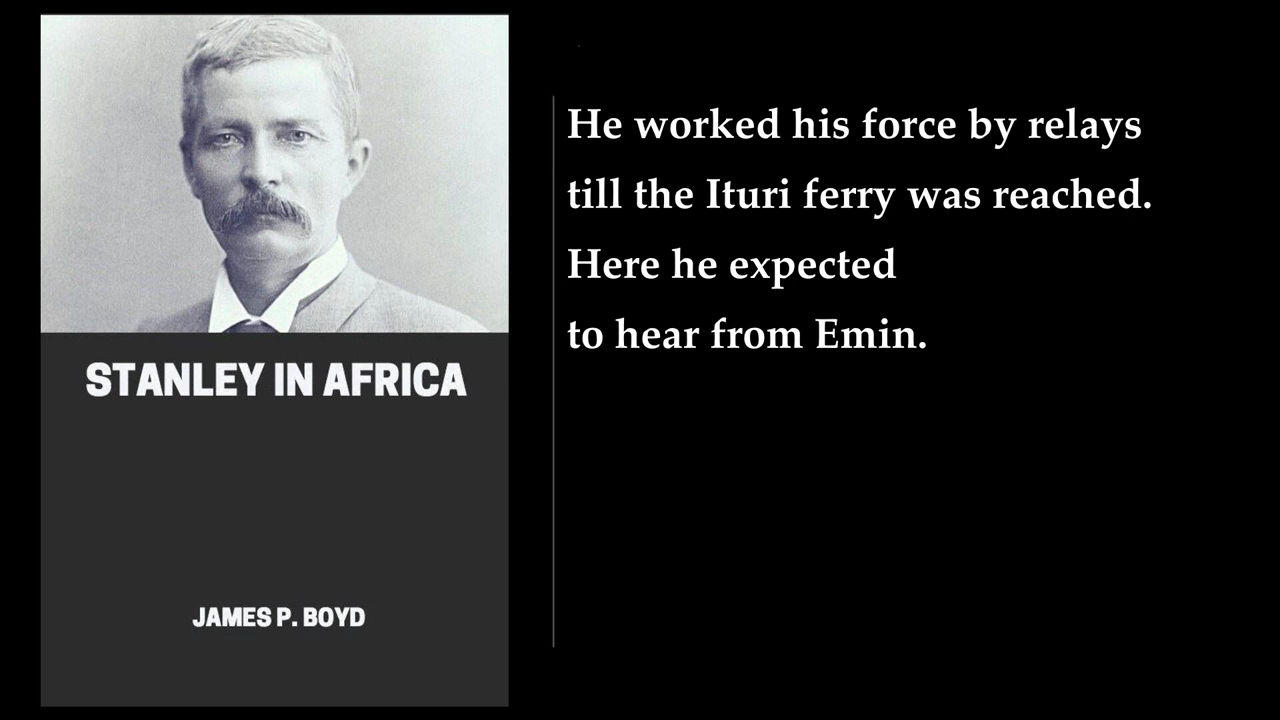 STANLEY IN AFRICA
JAMES P. BOYD
He worked his force by relays
till the Ituri ferry was reached.
Here he expected
to hear from Emin.